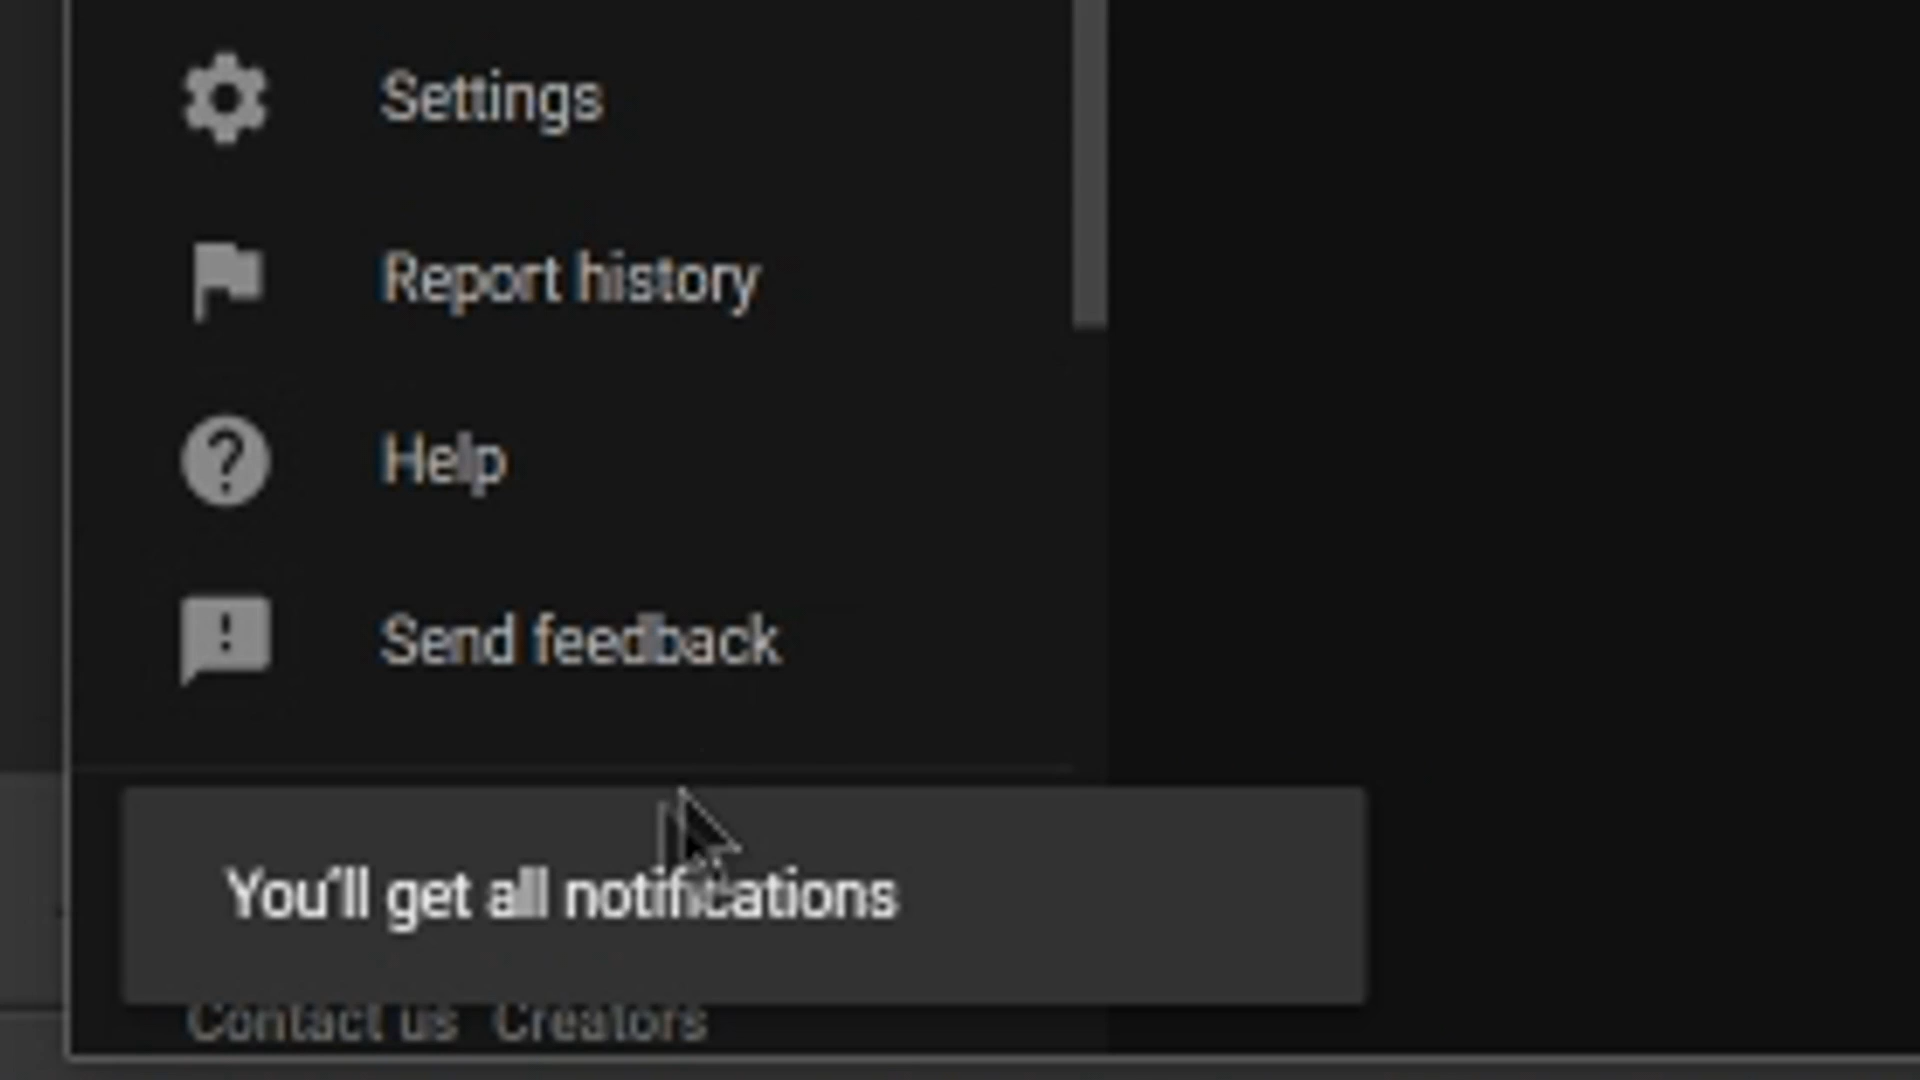 Settings
Report history
Help
Send feedback
You'll get all notifications
Contact us Creators